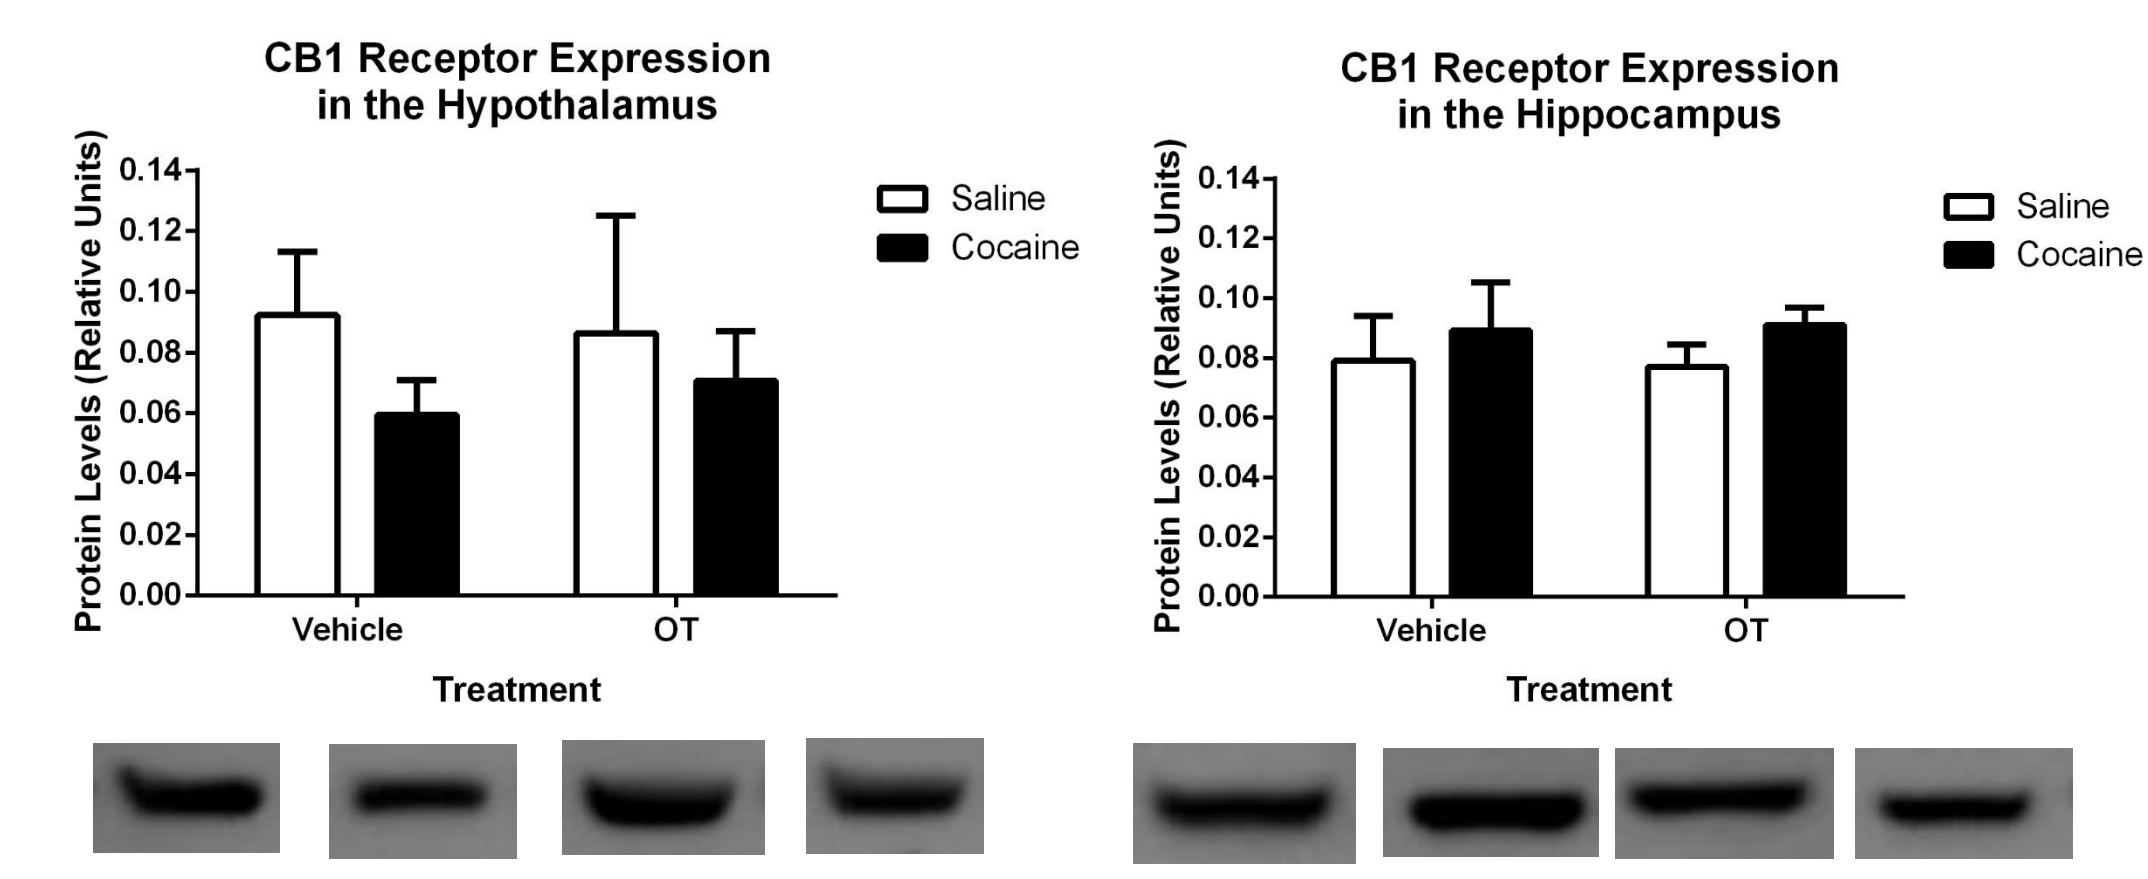 CB1 Receptor Expression
in the Hypothalamus
Protein Levels (Relative Units)
0.14
0.12
0.10
0.08
0.06
0.04
0.02
0.00
Vehicle
OT
Treatment
Saline
Cocaine
CB1 Receptor Expression
in the Hippocampus
Protein Levels (Relative Units)
0.14
0.12
0.10
0.08
0.06
0.04
0.02
0.00
Vehicle
OT
Treatment
Saline
Cocaine